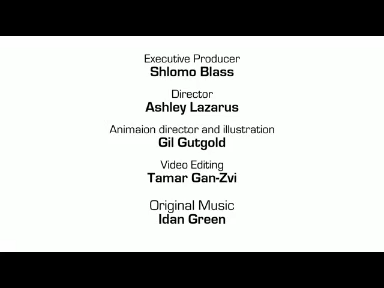 Executive Producer
Shlomo Blass
Director
Ashley Lazarus
Animaion director and illustration
Gil Gutgold
Video Editing
Tamar Gan-Zvi
Original Music
Idan Green